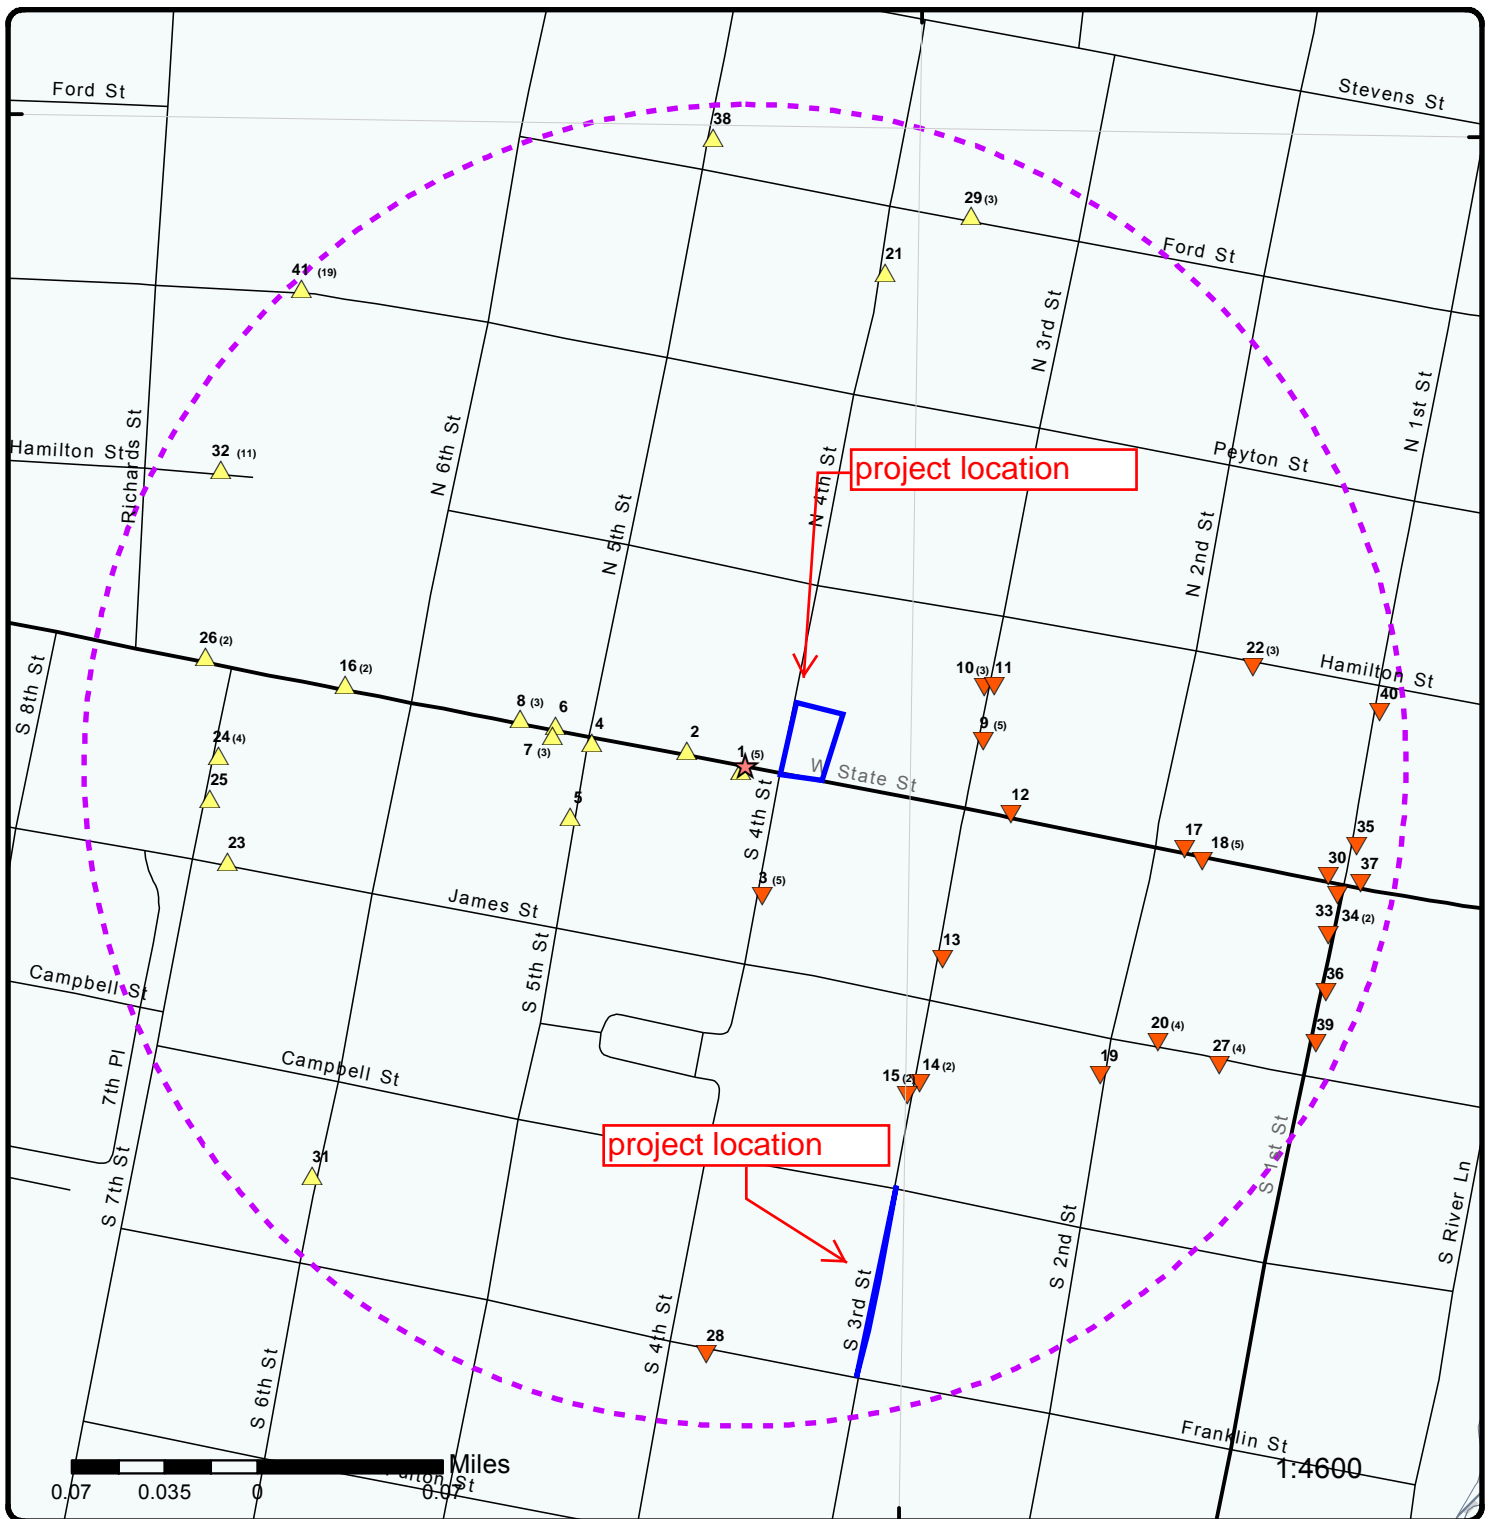 Ford St
Stevens St
38
29 (3)
Ford St
21
41 (19)
N 3rd St
N 1st St
Richards St
N 6th St
Hamilton St
32 (11)
N 4th St
project location
Peyton St
N 5th St
N 2nd St
26 (2)
16 (2)
S 8th St
8 (3)
6
4
7 (3)
2
1 (5)
10 (3)
11
9 (5)
22 (3)
Hamilton St
40
24 (4)
25
5
W State St
12
17
18 (5)
35
30
37
23
S 4th St
3 (5)
James St
33
34 (2)
13
S 5th St
36
Campbell St
20 (4)
39
27 (4)
19
Campbell St
7th Pl
15 (2)
14 (2)
project location
S 1st St
31
S 7th St
S River Ln
S 2nd St
S 3rd St
28
S 4th St
S 6th St
Franklin St
Miles
1:4600
0.07
0.035
0
0.07